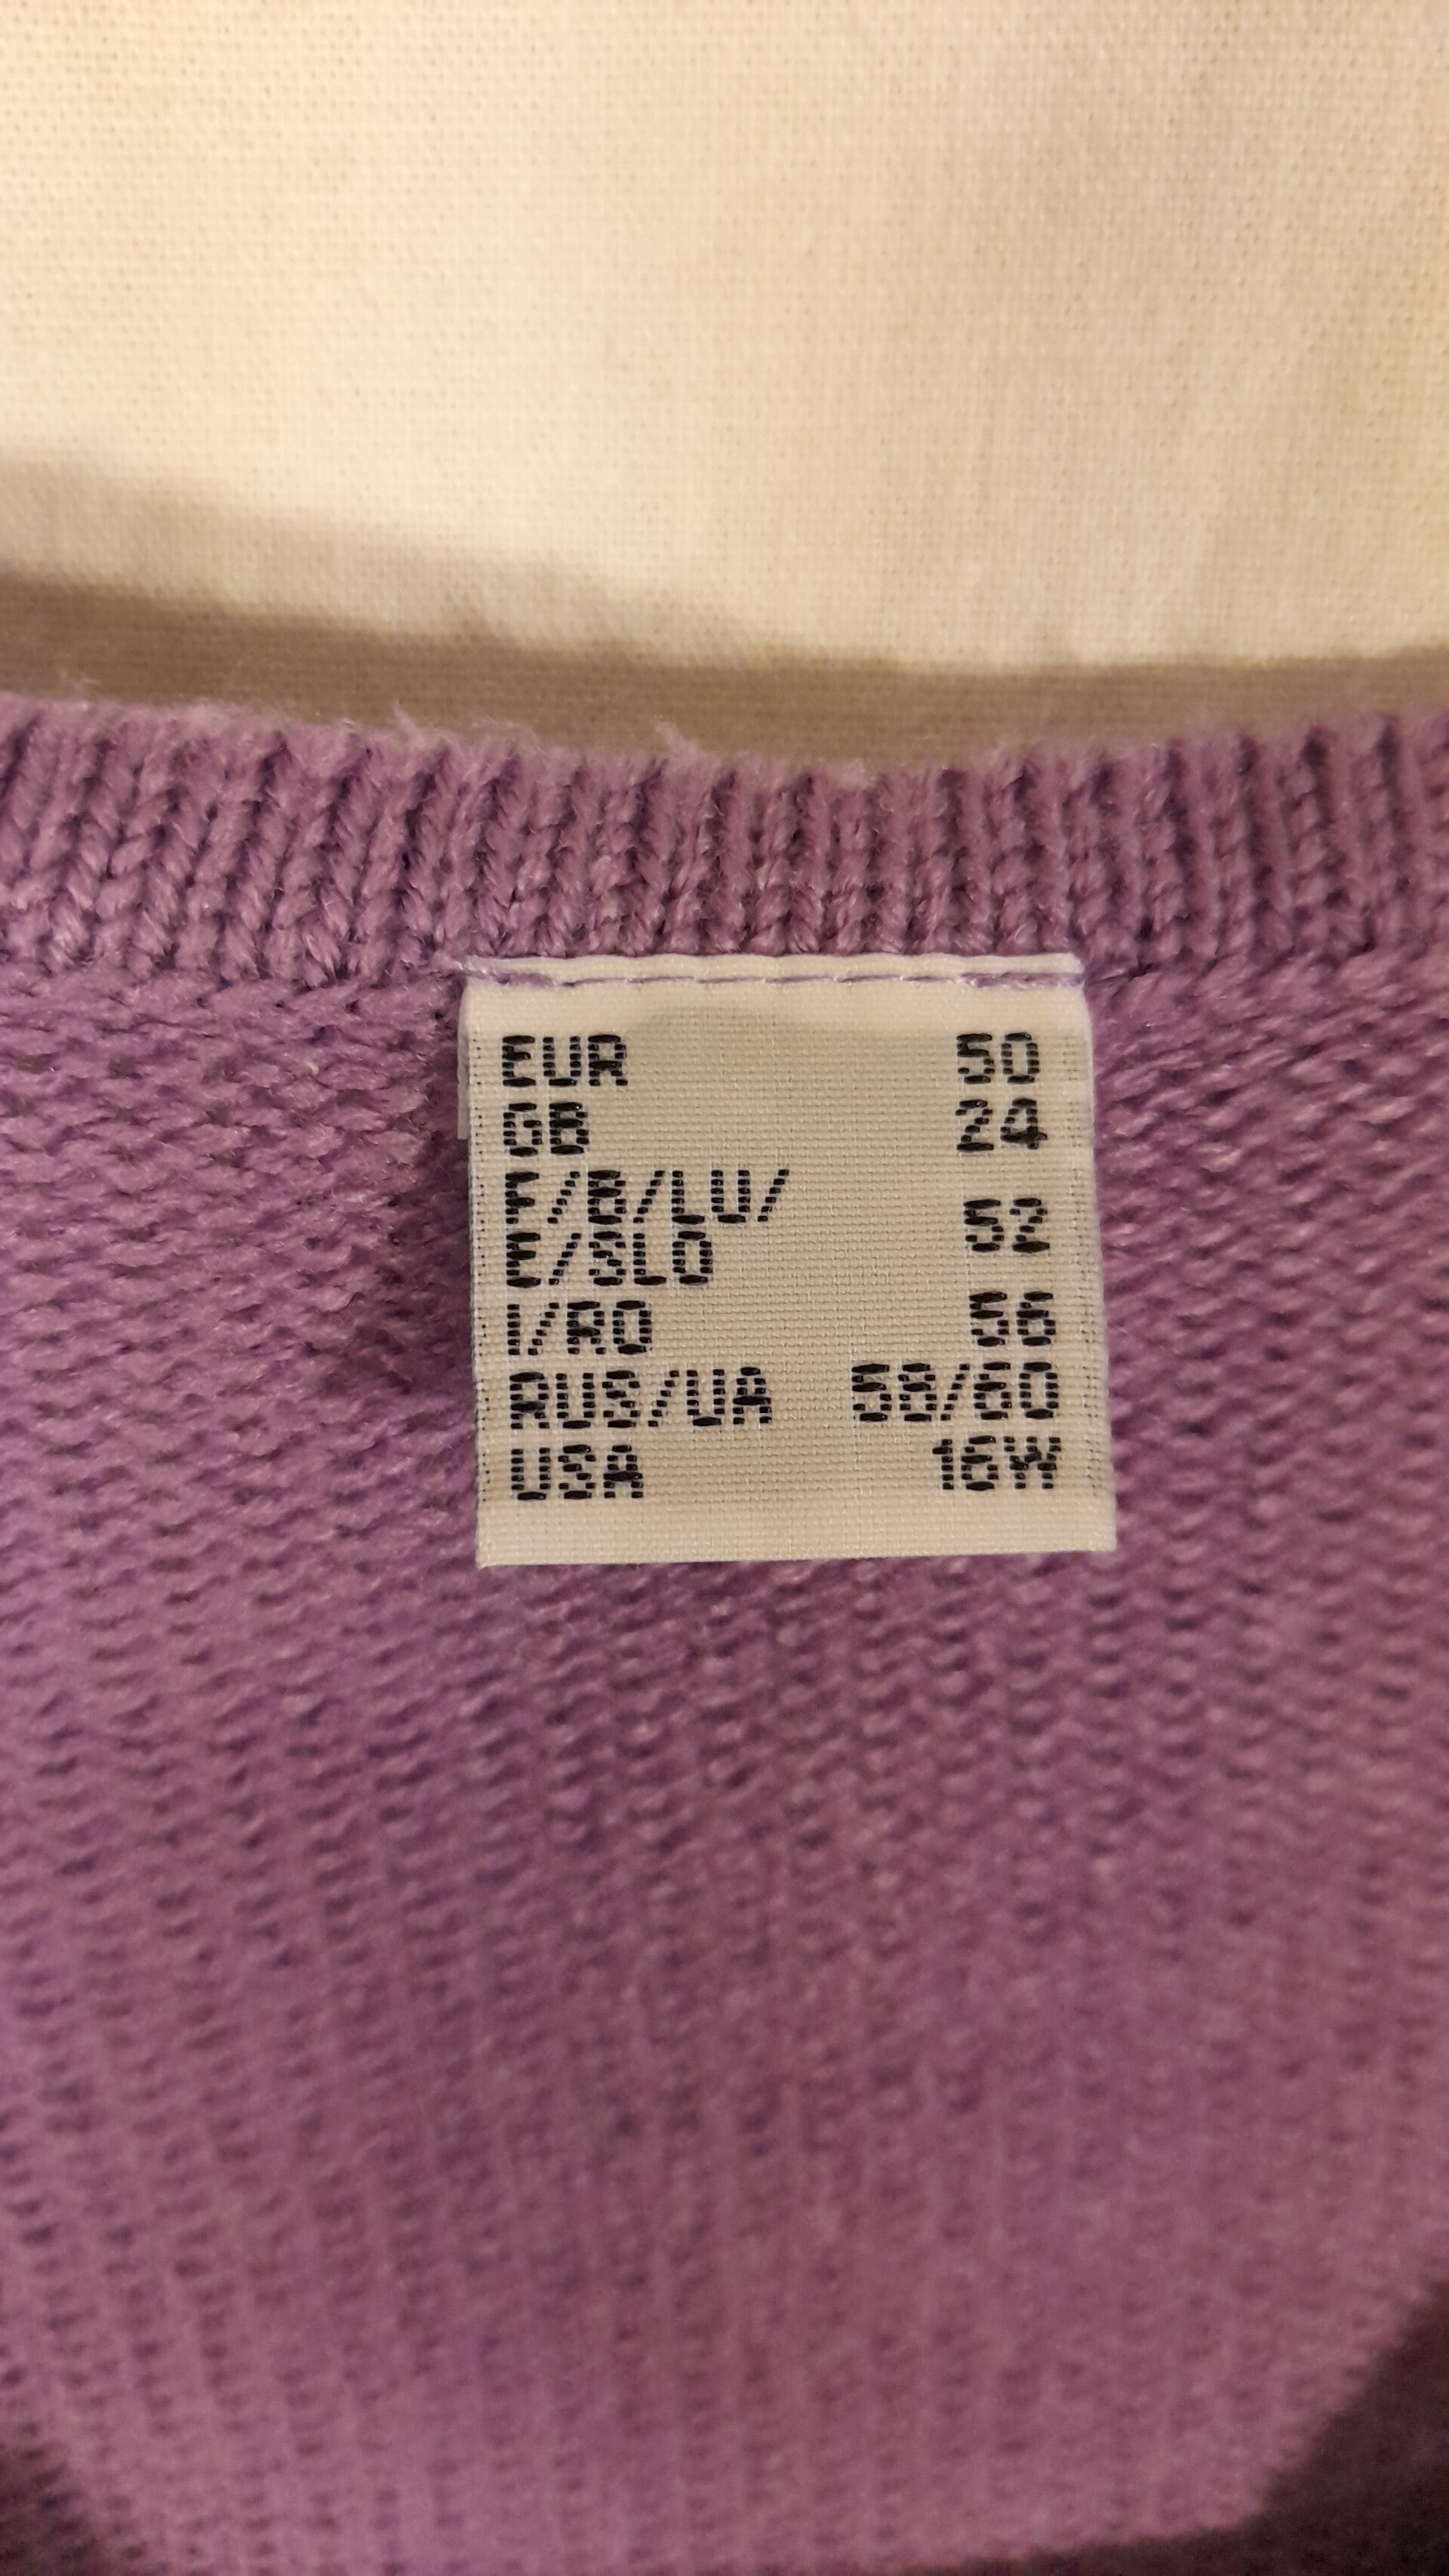 EUR 50
GB 24
F/B/LU/
E/SLO 52
I/RO 56
RUS/UA 58/60
USA 16W